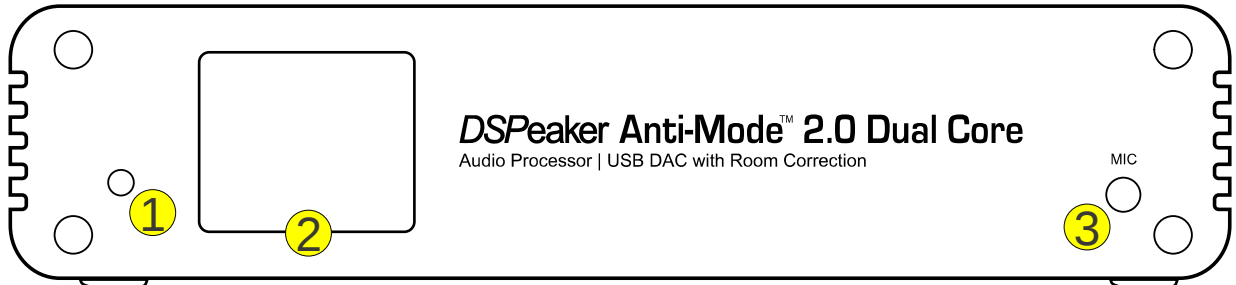 DSPeaker Anti-Mode™ 2.0 Dual Core
Audio Processor | USB DAC with Room Correction
MIC
1
2
3